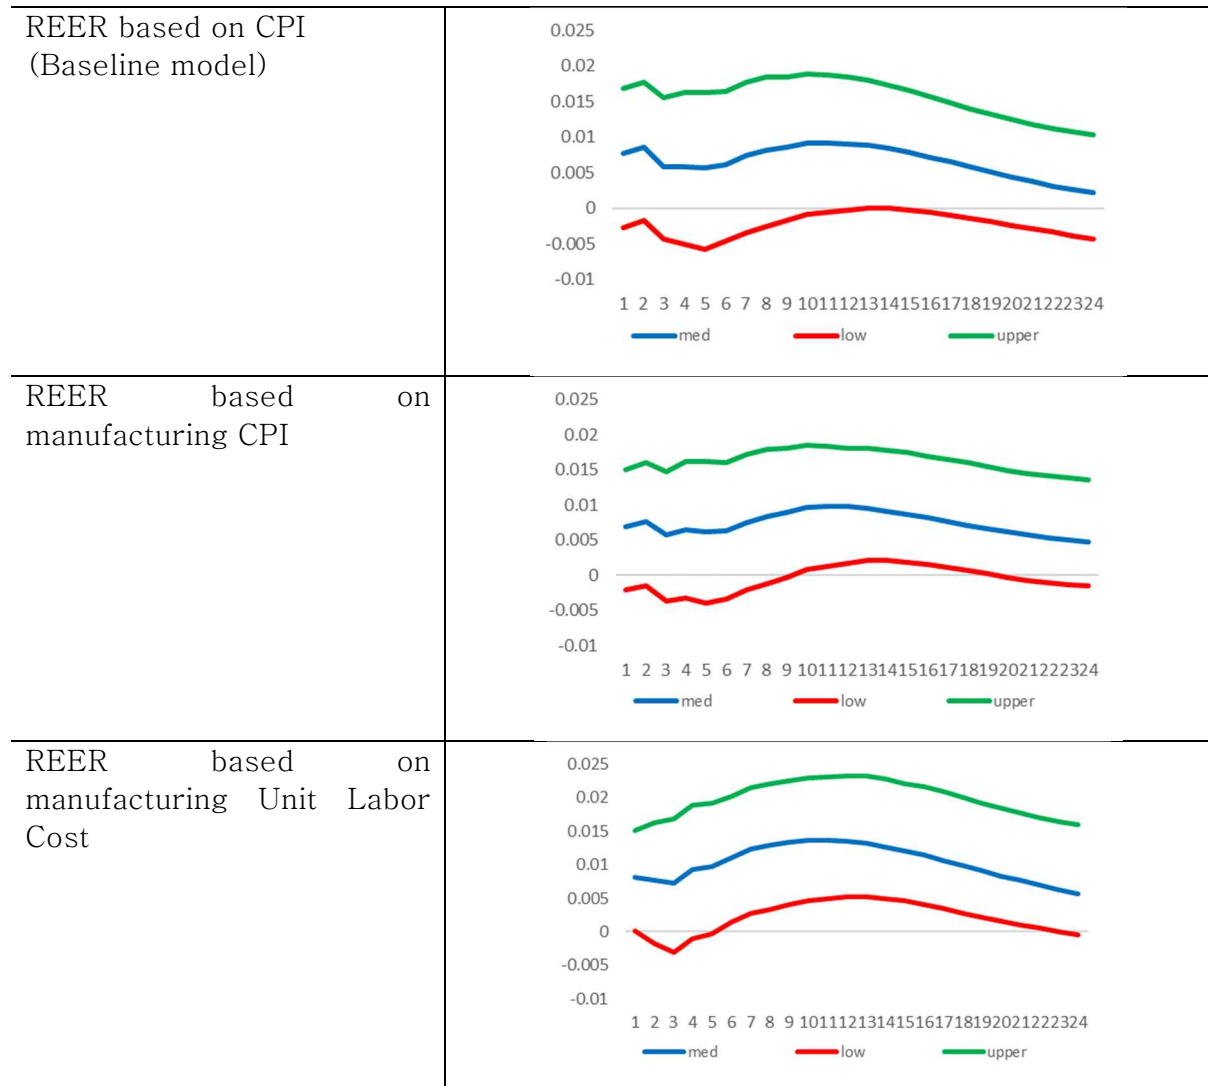 REER based on CPI
(Baseline model)
0.025
0.02
0.015
0.01
0.005
0
-0.005
-0.01
1 2 3 4 5 6 7 8 9 101112131415161718192021222324
med low upper
REER based on
manufacturing CPI
0.025
0.02
0.015
0.01
0.005
0
-0.005
-0.01
1 2 3 4 5 6 7 8 9 101112131415161718192021222324
med low upper
REER based on
manufacturing Unit Labor
Cost
0.025
0.02
0.015
0.01
0.005
0
-0.005
-0.01
1 2 3 4 5 6 7 8 9 101112131415161718192021222324
med low upper